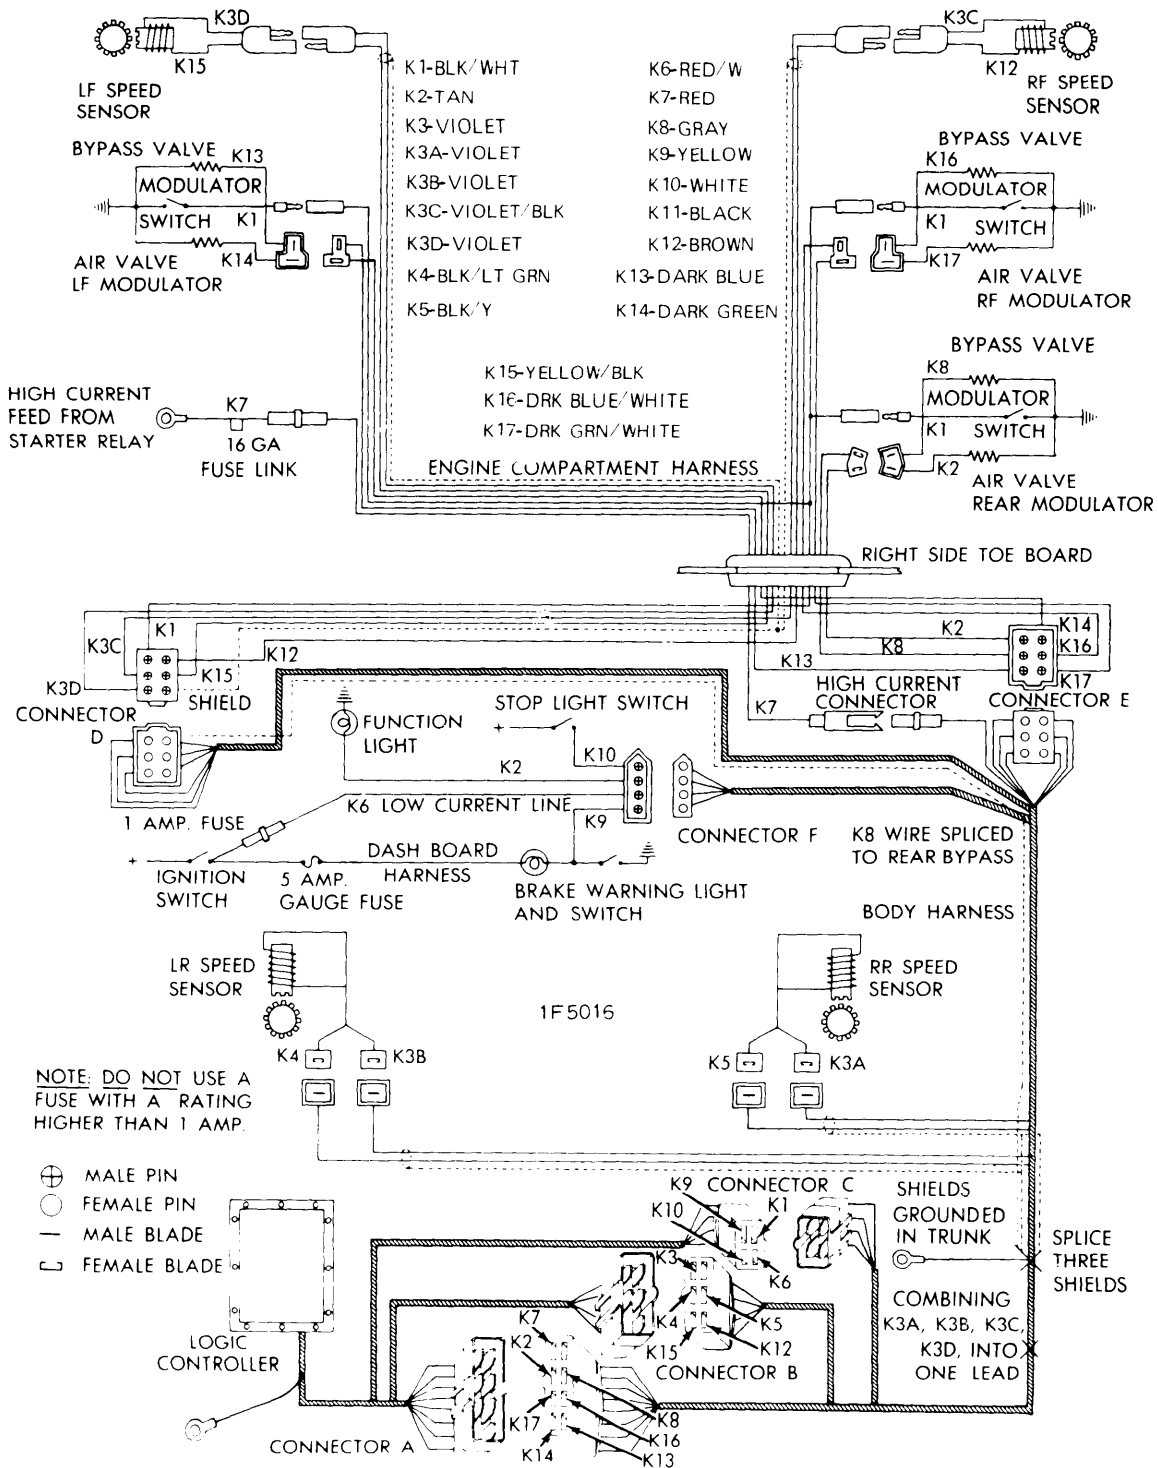 K3D
K15
LF SPEED
SENSOR
K3C
K12
RF SPEED
SENSOR
K1-BLK/WHT
K2-TAN
K3-VIOLET
K3A-VIOLET
K3B-VIOLET
K3C-VIOLET/BLK
K3D-VIOLET
K4-BLK/LT GRN
K5-BLK/Y
K6-RED/W
K7-RED
K8-GRAY
K9-YELLOW
K10-WHITE
K11-BLACK
K12-BROWN
K13-DARK BLUE
K14-DARK GREEN
K15-YELLOW/BLK
K16-DRK BLUE/WHITE
K17-DRK GRN/WHITE
BYPASS VALVE
K13
MODULATOR
SWITCH
K1
K14
AIR VALVE
LF MODULATOR
BYPASS VALVE
K16
MODULATOR
K1
SWITCH
K17
AIR VALVE
RF MODULATOR
BYPASS VALVE
K8
MODULATOR
K1
SWITCH
K2
AIR VALVE
REAR MODULATOR
HIGH CURRENT
FEED FROM
STARTER RELAY
K7
16 GA
FUSE LINK
ENGINE COMPARTMENT HARNESS
RIGHT SIDE TOE BOARD
K3C
K1
K12
K15
K3D
SHIELD
CONNECTOR
D
K2
K8
K13
K14
K16
K17
HIGH CURRENT
CONNECTOR
K7
CONNECTOR E
STOP LIGHT SWITCH
+
FUNCTION
LIGHT
K10
K2
K6 LOW CURRENT LINE
K9
CONNECTOR F
1 AMP. FUSE
+
IGNITION
SWITCH
5 AMP.
GAUGE FUSE
DASH BOARD
HARNESS
BRAKE WARNING LIGHT
AND SWITCH
K8 WIRE SPLICED
TO REAR BYPASS
BODY HARNESS
LR SPEED
SENSOR
RR SPEED
SENSOR
1F5016
K4
K3B
K5
K3A
NOTE: DO NOT USE A
FUSE WITH A RATING
HIGHER THAN 1 AMP.
MALE PIN
FEMALE PIN
MALE BLADE
FEMALE BLADE
K9
CONNECTOR C
K10
K1
K3
K6
SHIELDS
GROUNDED
IN TRUNK
SPLICE
THREE
SHIELDS
COMBINING
K3A, K3B, K3C,
K3D, INTO
ONE LEAD
K4
K5
K15
K12
CONNECTOR B
LOGIC
CONTROLLER
K7
K2
K17
K14
K8
K16
K13
CONNECTOR A